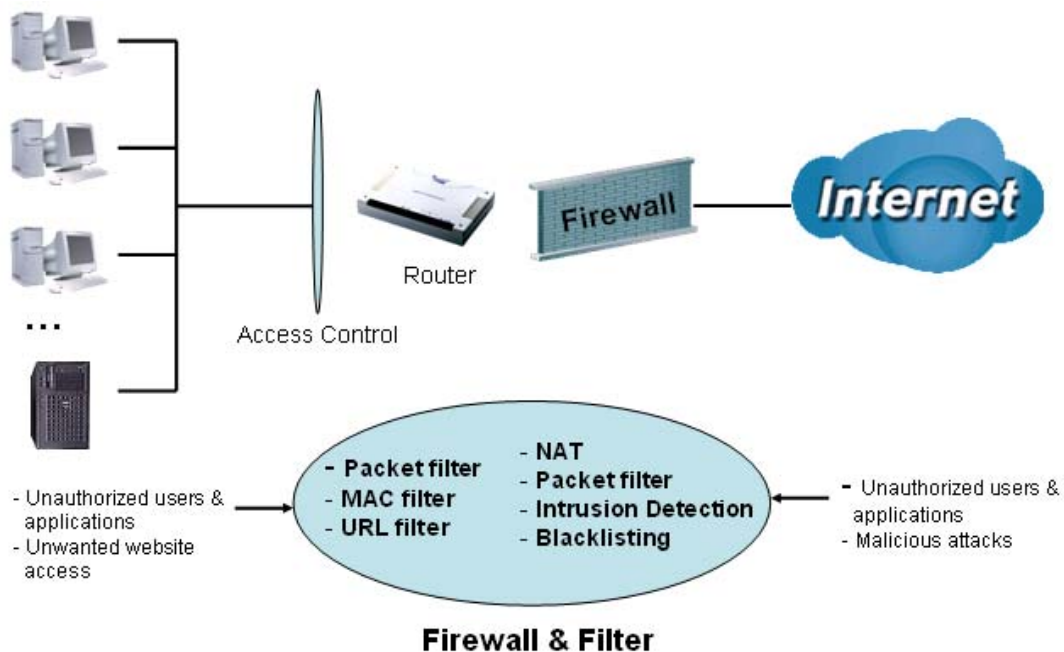 Internet
Firewall
Router
Access Control
...
- Packet filter
- MAC filter
- URL filter
- NAT
- Packet filter
- Intrusion Detection
- Blacklisting
- Unauthorized users &
applications
- Unwanted website
access
- Unauthorized users &
applications
- Malicious attacks
Firewall & Filter